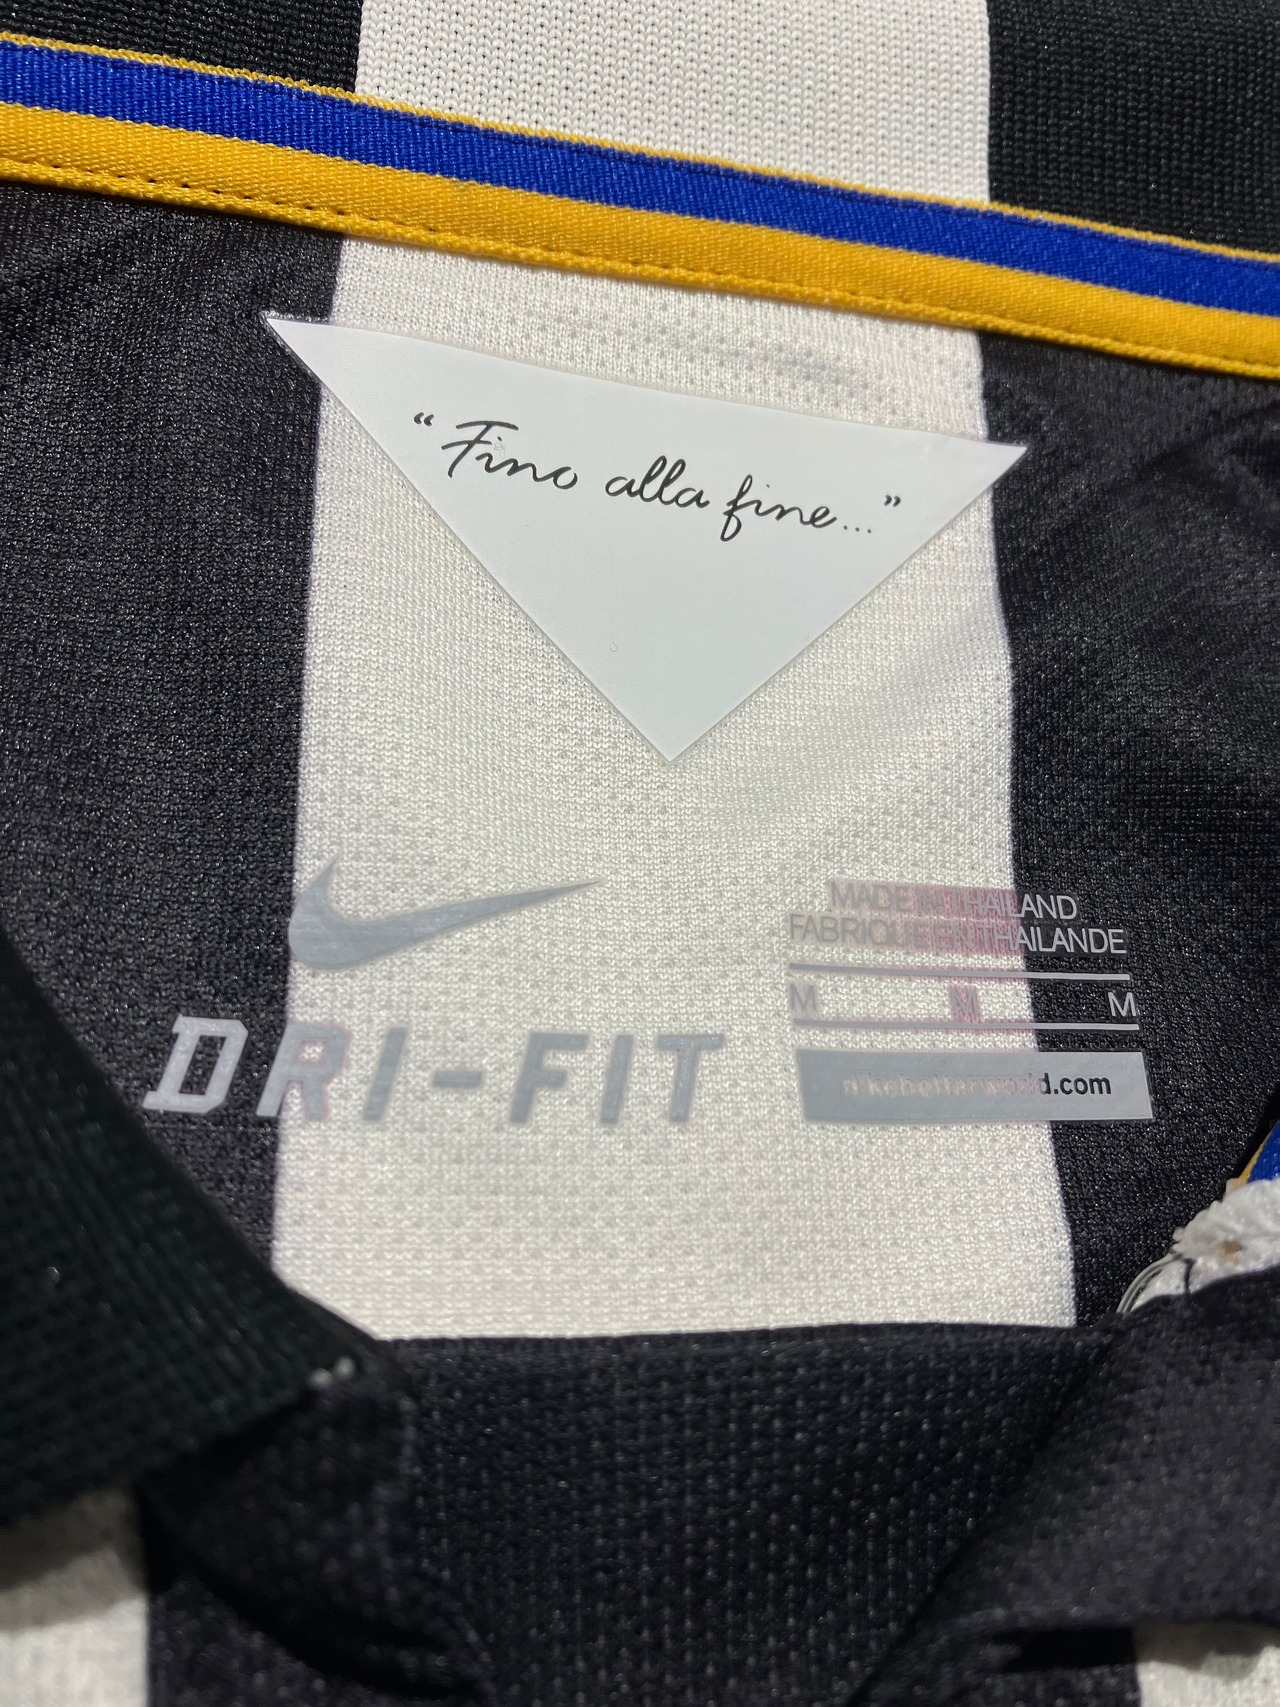 “Fino alla fine...”
DRI-FIT
MADE IN THAILAND
FABRIQUE EN THAILANDE
M M M
nikebetterworld.com